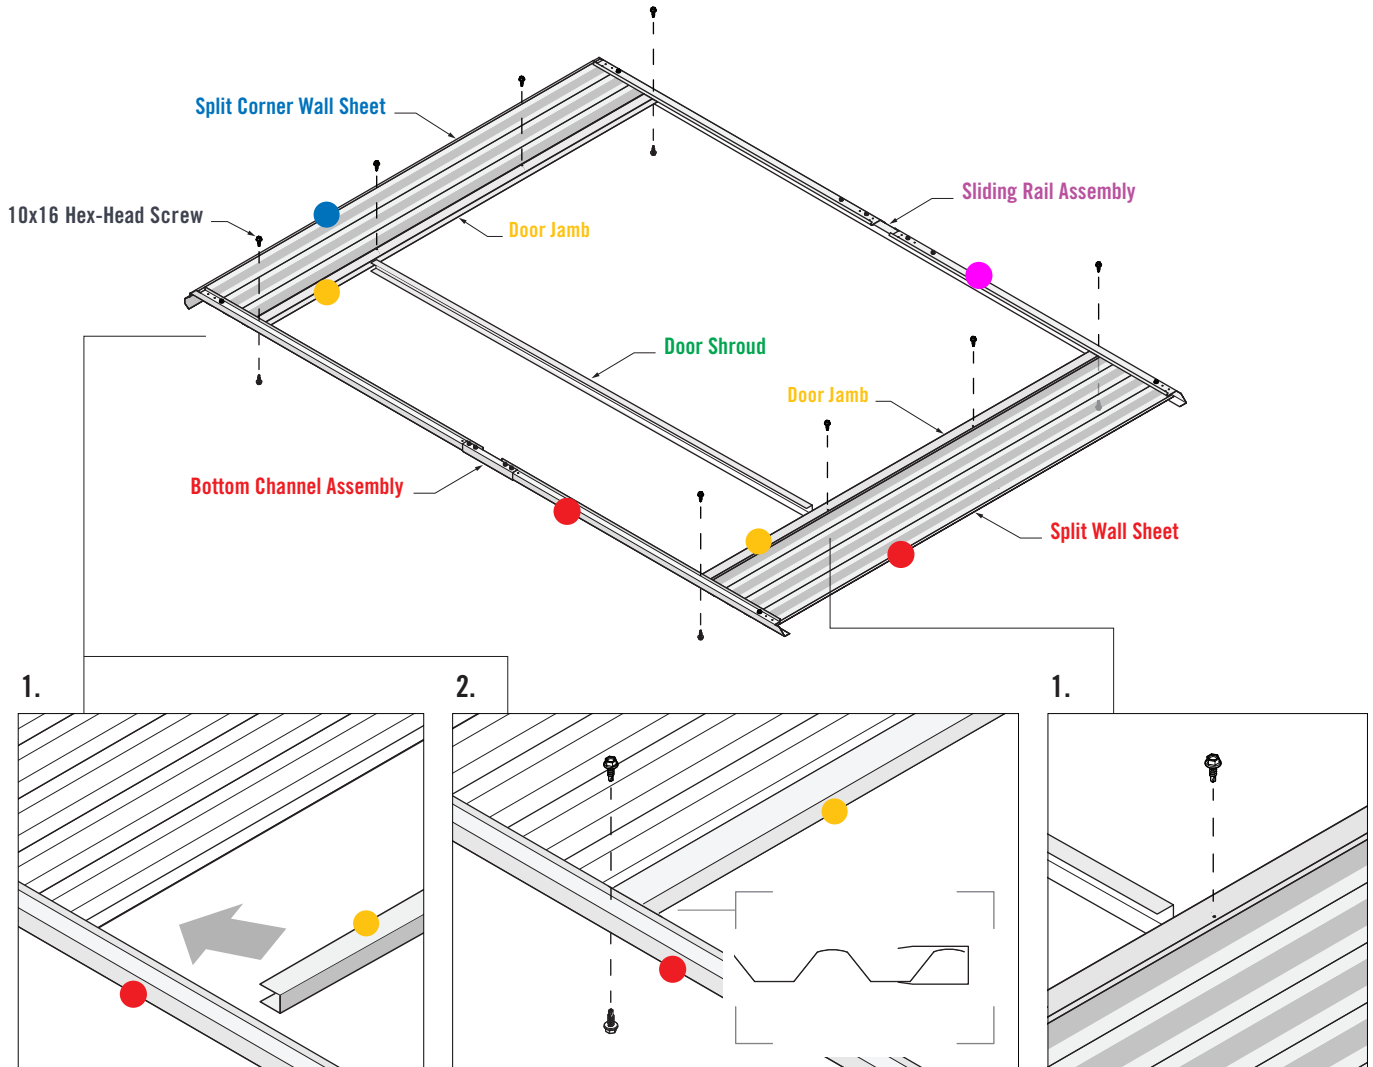 Split Corner Wall Sheet
Sliding Rail Assembly
10x16 Hex-Head Screw
Door Jamb
Door Shroud
Door Jamb
Bottom Channel Assembly
Split Wall Sheet
1.
2.
1.